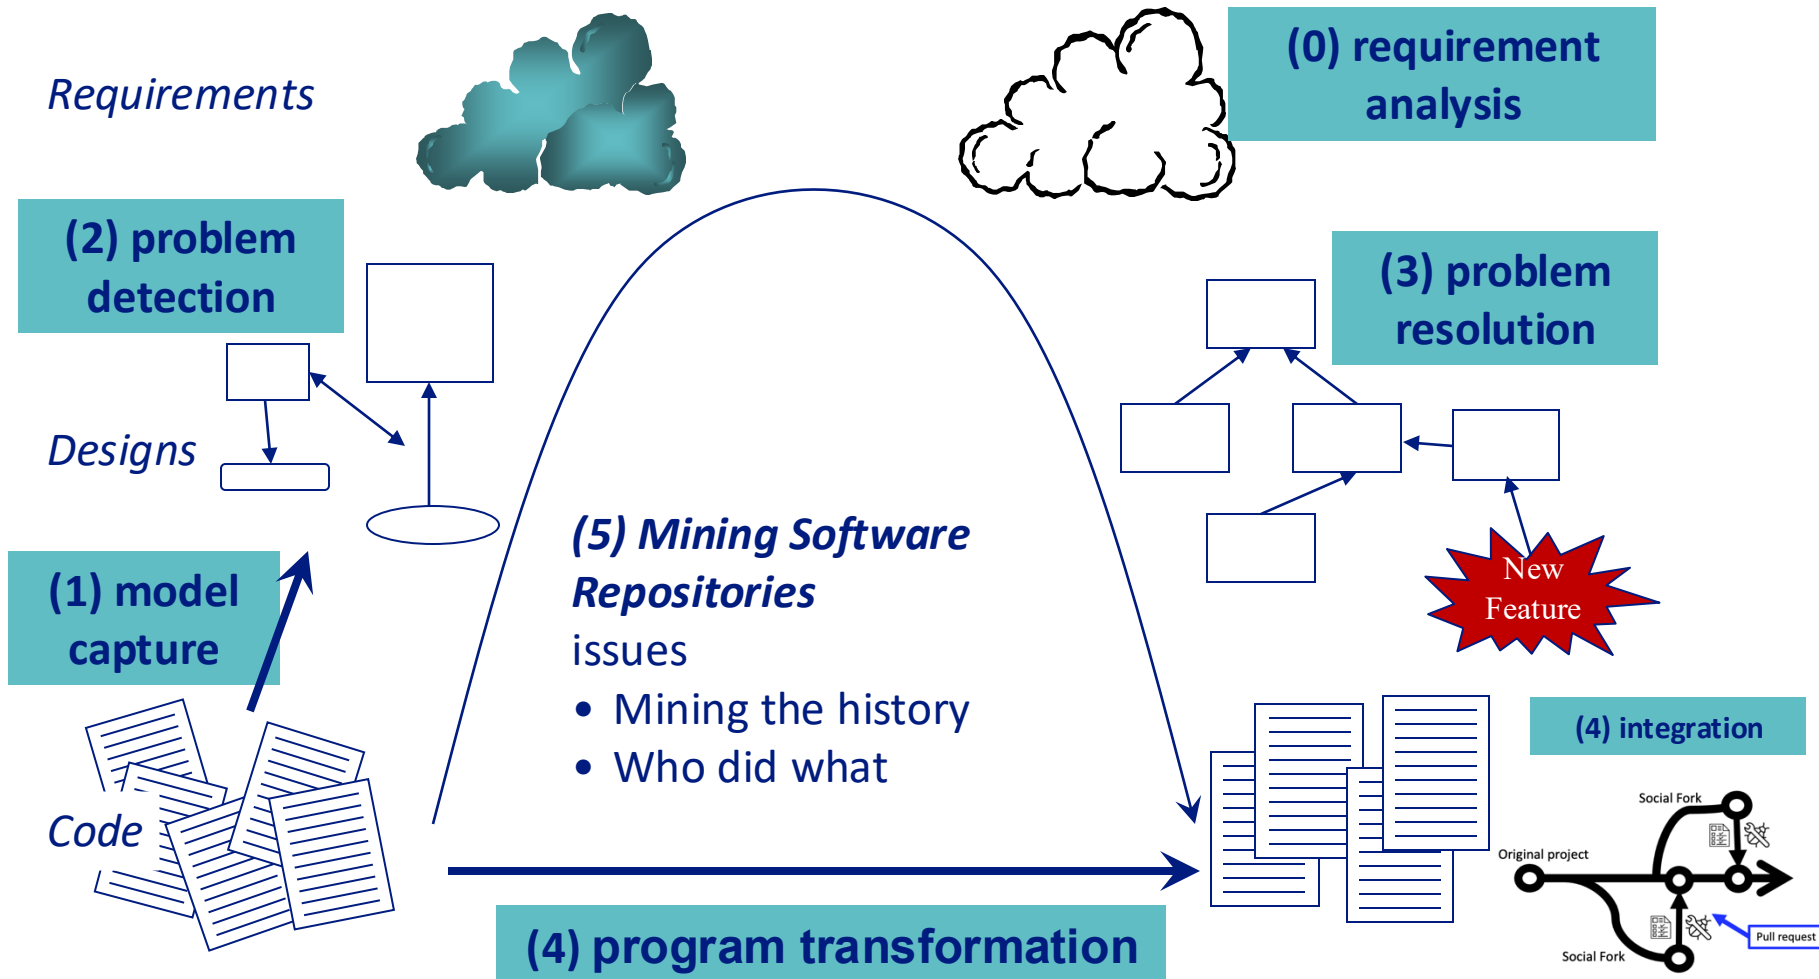 Requirements
(0) requirement
analysis
(2) problem
detection
(3) problem
resolution
Designs
(5) Mining Software
Repositories
issues
• Mining the history
• Who did what
New
Feature
(1) model
capture
Code
(4) integration
Social Fork
Original project
Pull request
Social Fork
(4) program transformation